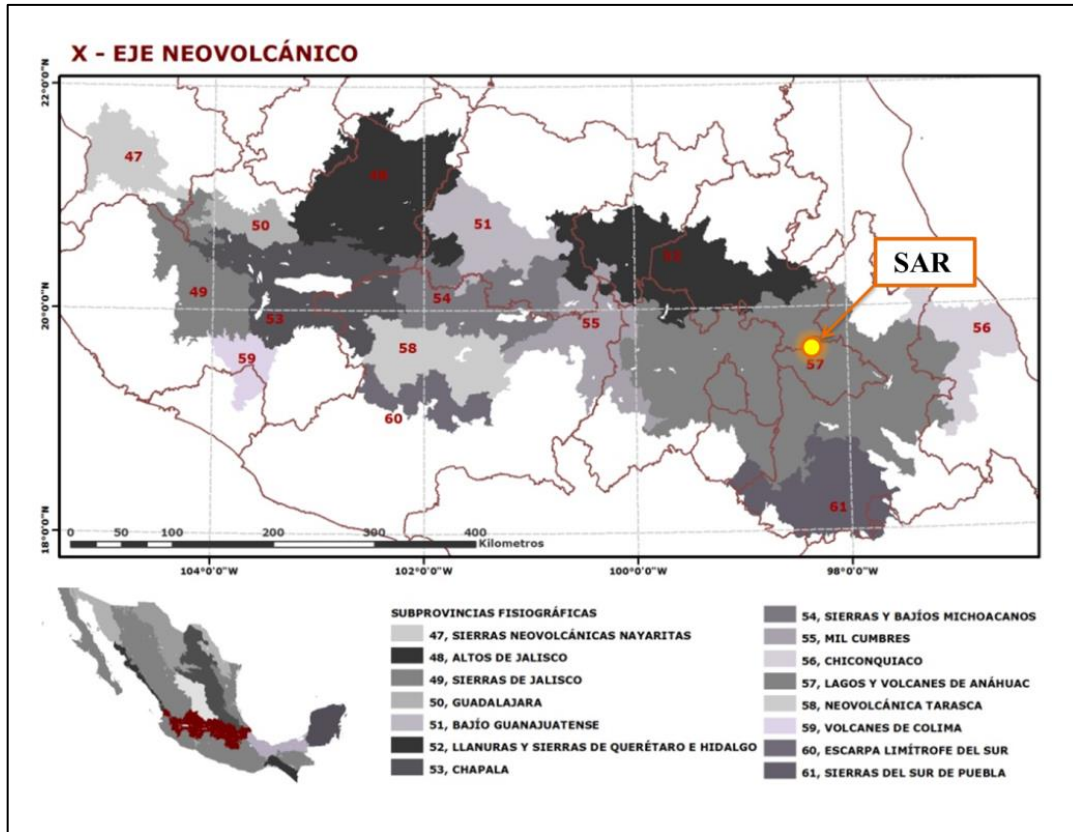 X - EJE NEOVOLCÁNICO
22°0'0"N
20°0'0"N
18°0'0"N
47
48
51
50
52
SAR
49
54
53
55
56
59
58
57
60
61
0 50 100 200 300 400
Kilometros
104°0'0"W 102°0'0"W 100°0'0"W 98°0'0"W
SUBPROVINCIAS FISIOGRÁFICAS
47, SIERRAS NEOVOLCÁNICAS NAYARITAS
48, ALTOS DE JALISCO
49, SIERRAS DE JALISCO
50, GUADALAJARA
51, BAJÍO GUANAJUATENSE
52, LLANURAS Y SIERRAS DE QUERÉTARO E HIDALGO
53, CHAPALA
54, SIERRAS Y BAJÍOS MICHOACANOS
55, MIL CUMBRES
56, CHICONQUIACO
57, LAGOS Y VOLCANES DE ANÁHUAC
58, NEOVOLCÁNICA TARASCA
59, VOLCANES DE COLIMA
60, ESCARPA LIMÍTROFE DEL SUR
61, SIERRAS DEL SUR DE PUEBLA